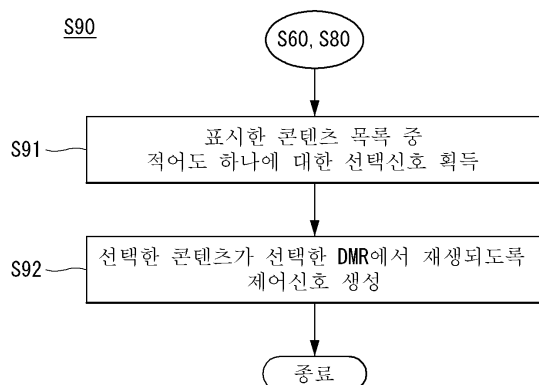 S90
S60, S80
S91
표시한 콘텐츠 목록 중
적어도 하나에 대한 선택신호 획득
S92
선택한 콘텐츠가 선택한 DMR에서 재생되도록
제어신호 생성
종료